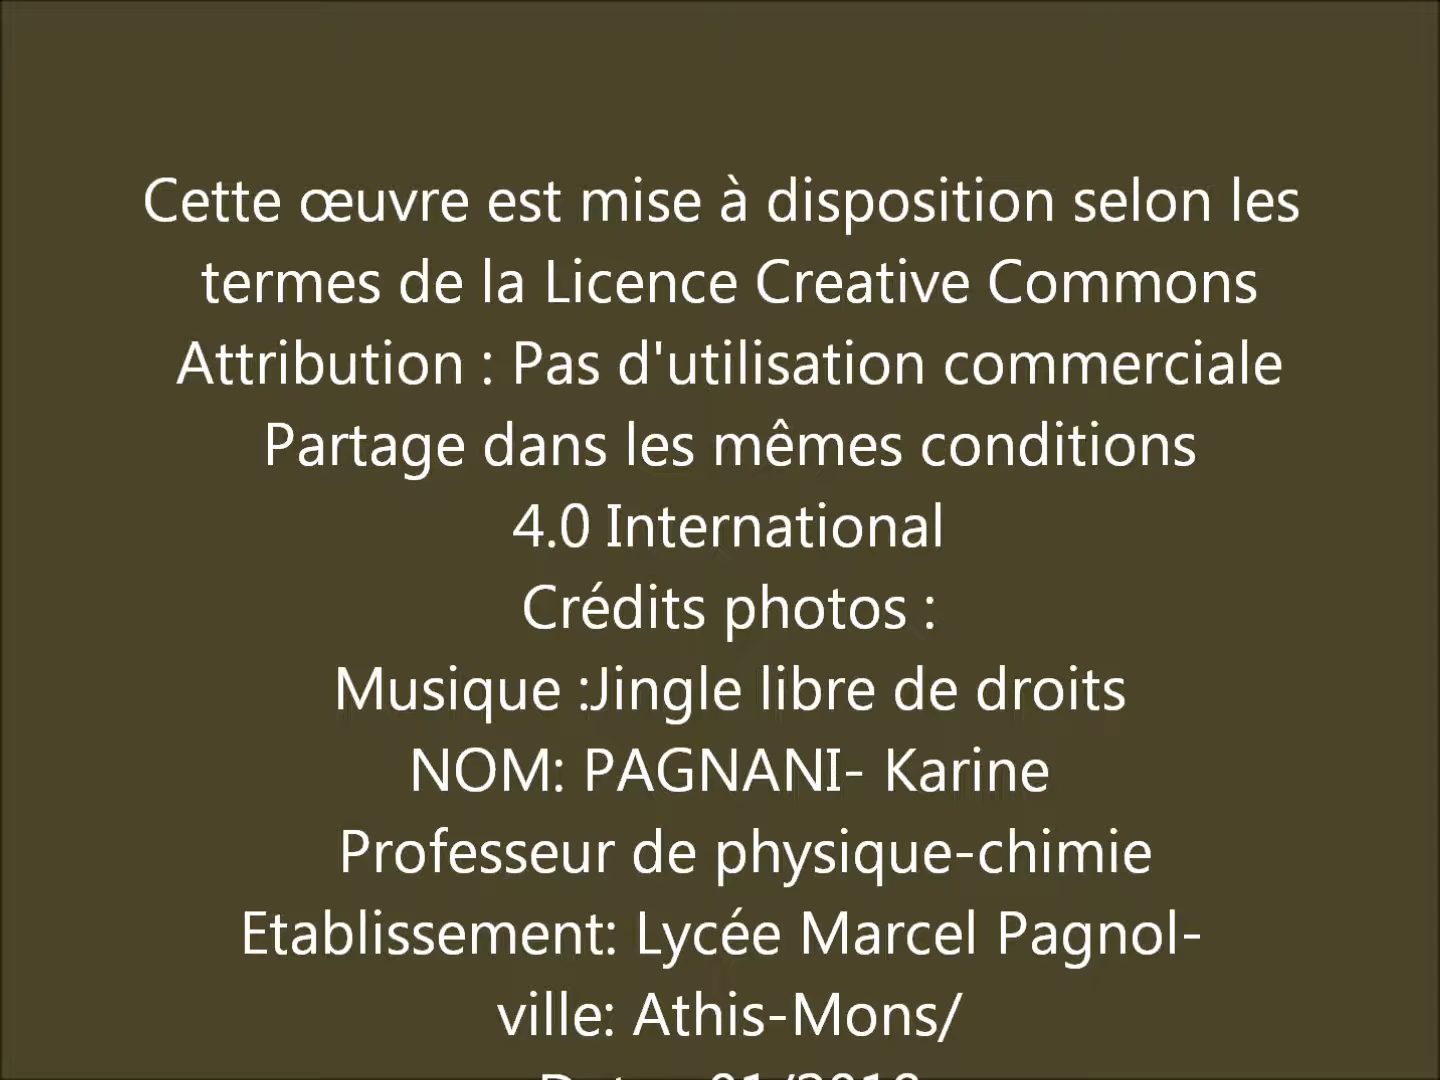 Cette œuvre est mise à disposition selon les
termes de la Licence Creative Commons
Attribution : Pas d'utilisation commerciale
Partage dans les mêmes conditions
4.0 International
Crédits photos :
Musique :Jingle libre de droits
NOM: PAGNANI- Karine
Professeur de physique-chimie
Etablissement: Lycée Marcel Pagnol-
ville: Athis-Mons/